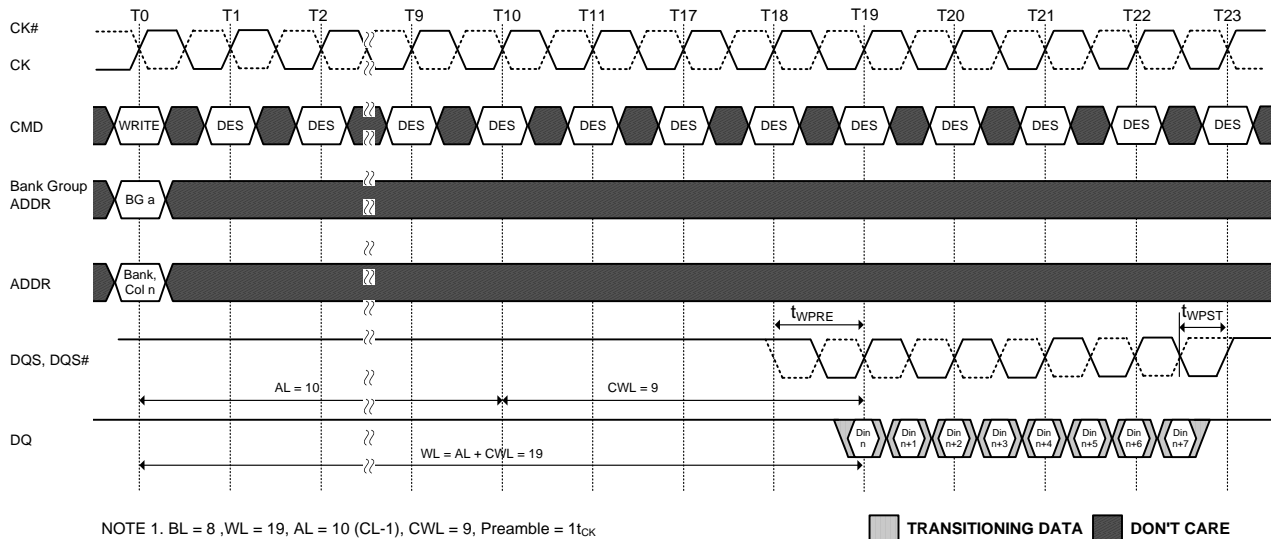 T0 T1 T2 T9 T10 T11 T17 T18 T19 T20 T21 T22 T23
CK#
CK
CMD WRITE DES DES DES DES DES DES DES DES DES DES DES DES
Bank Group
ADDR
BG a
ADDR
Bank,
Col n
tWPRE tWPST
DQS, DQS#
AL = 10 CWL = 9
DQ
Din
n
Din
n+1
Din
n+2
Din
n+3
Din
n+4
Din
n+5
Din
n+6
Din
n+7
WL = AL + CWL = 19
NOTE 1. BL = 8 ,WL = 19, AL = 10 (CL-1), CWL = 9, Preamble = 1tCK
TRANSITIONING DATA DON'T CARE